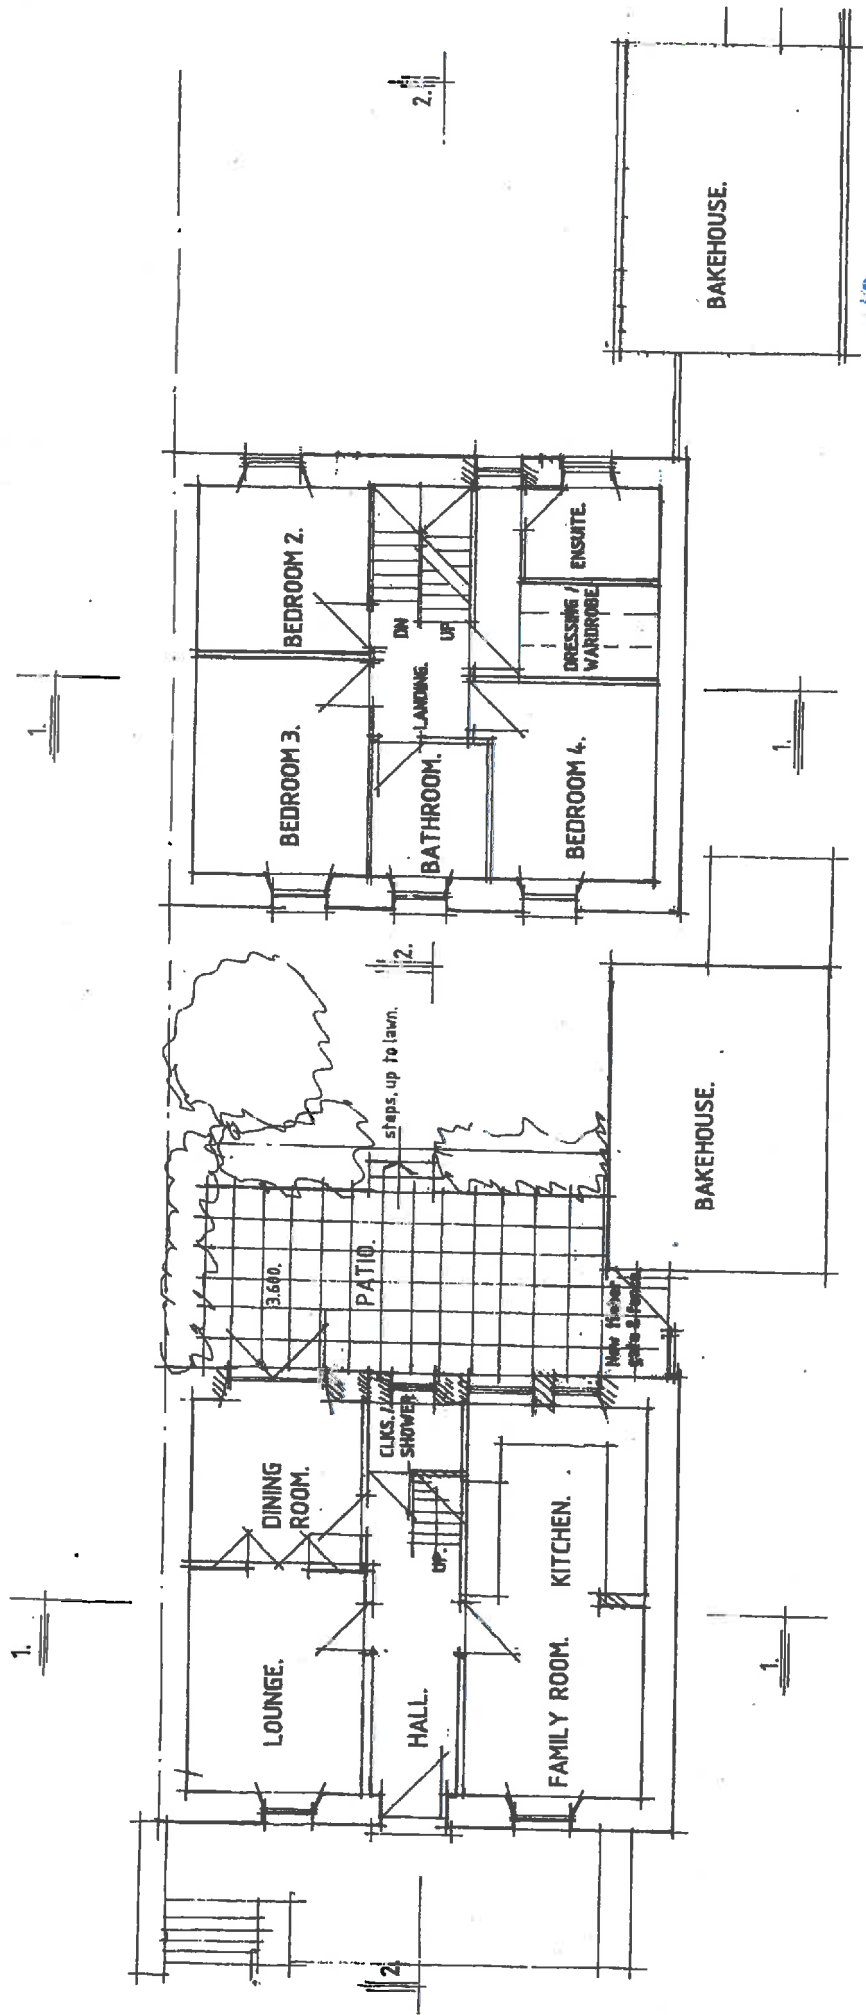 1.
1.
2.
2.
LOUNGE.
DINING
ROOM.
HALL.
UP.
CLKS./
SHOWER
FAMILY ROOM.
KITCHEN.
3.600.
PATIO.
steps, up to lawn.
New
gate &
BAKEHOUSE.
1.
1.
2.
BEDROOM 3.
BEDROOM 2.
BATHROOM.
LANDING.
DN
UP
BEDROOM 4.
DRESSING /
WARDROBE.
ENSUITE.
BAKEHOUSE.